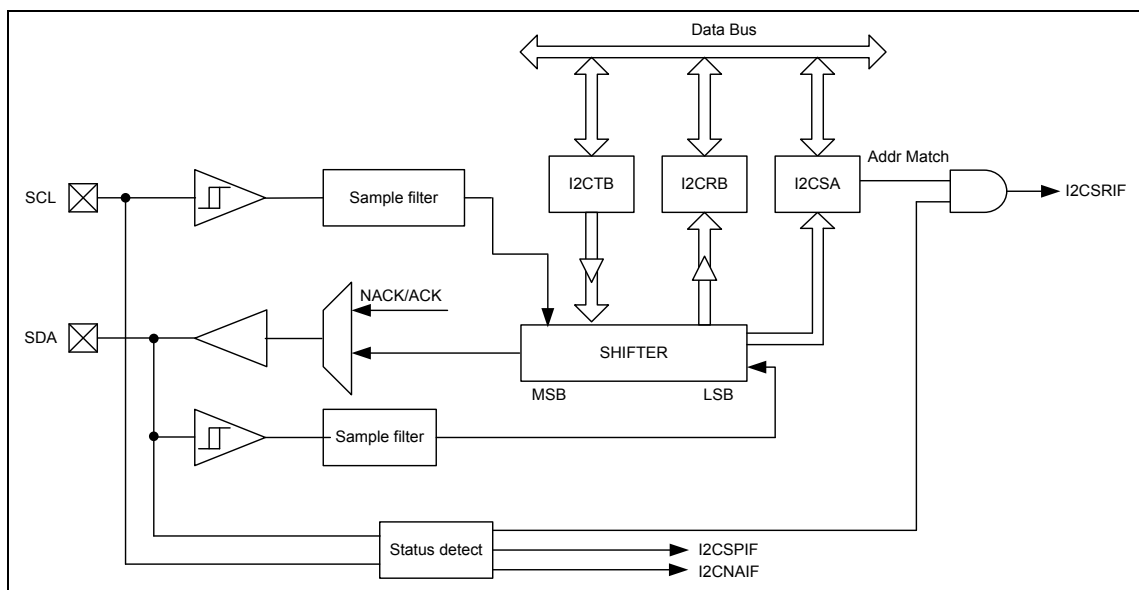 Data Bus
I2CTB
I2CRB
I2CSA
Addr Match
I2CSRIF
SCL
Sample filter
NACK/ACK
SDA
SHIFTER
MSB
LSB
Sample filter
Status detect
I2CSPIF
I2CNAIF